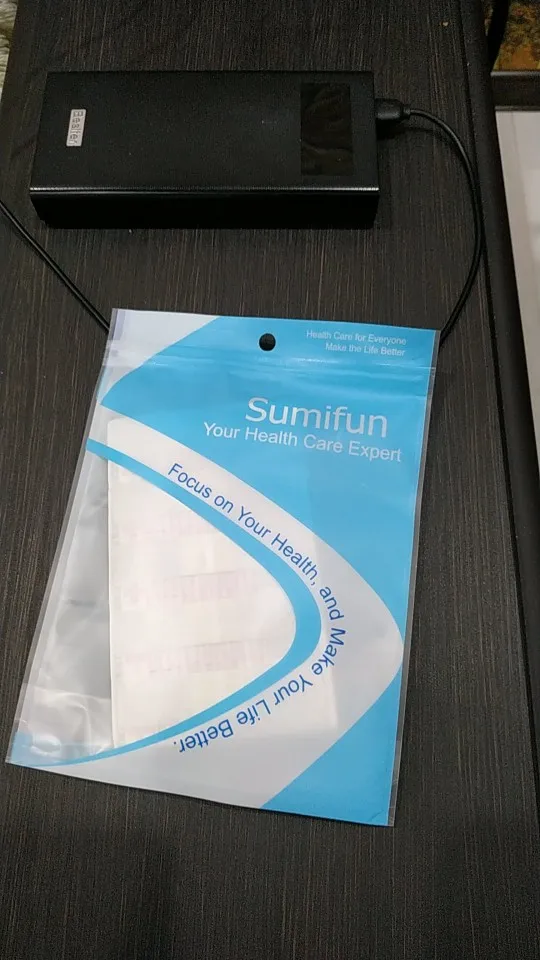 Baseus
Health Care for Everyone
Make the Life Better
Sumifun
Your Health Care Expert
Focus on Your Health, and Make Your Life Better.